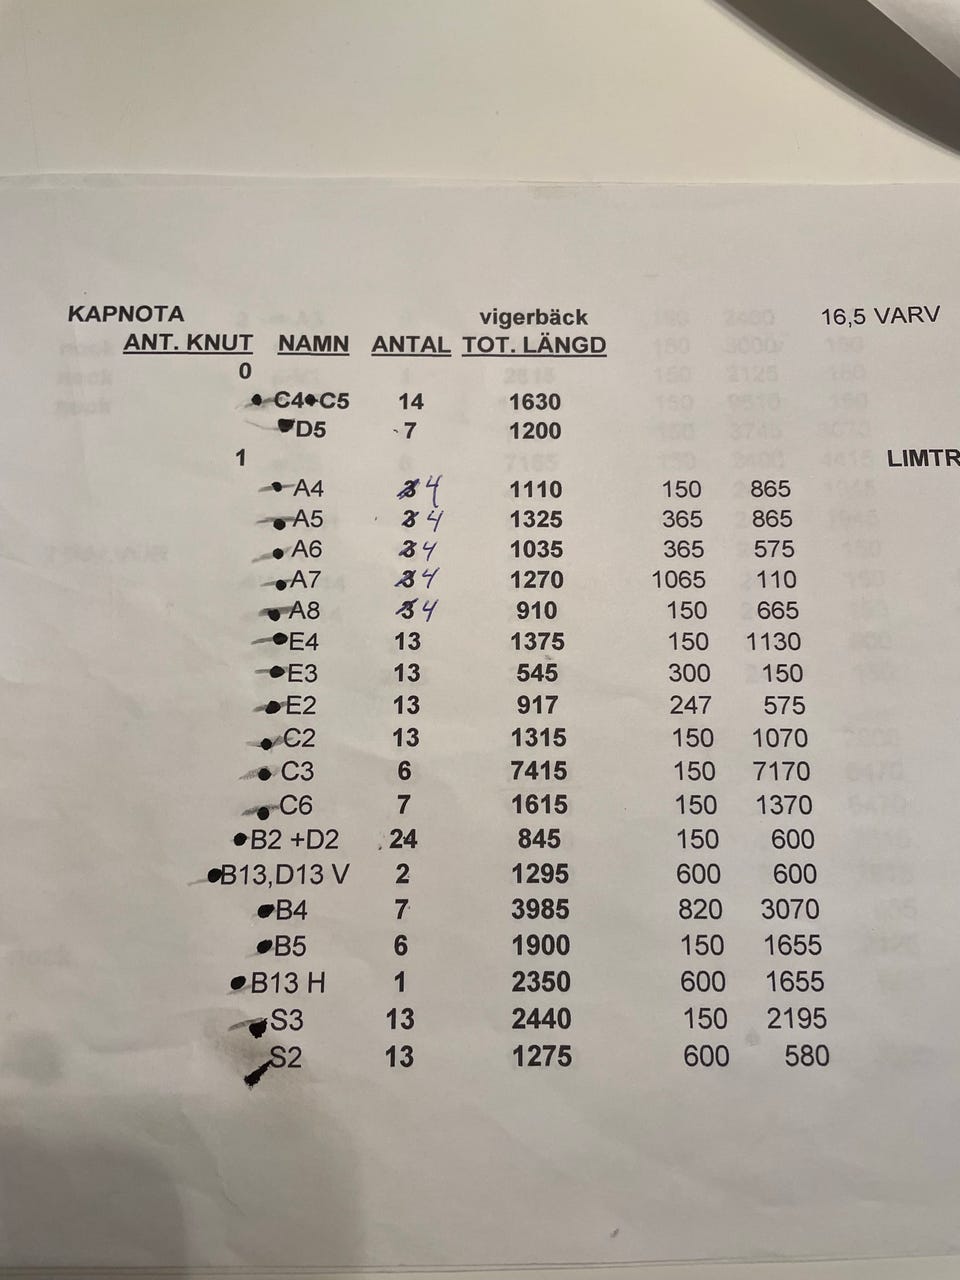 KAPNOTA vigerbäck 16,5 VARV
ANT. KNUT NAMN ANTAL TOT. LÄNGD
0
C4+C5 14 1630
D5 7 1200
1 LIMTR
A4 4 1110 150 865
A5 4 1325 365 865
A6 4 1035 365 575
A7 4 1270 1065 110
A8 4 910 150 665
E4 13 1375 150 1130
E3 13 545 300 150
E2 13 917 247 575
C2 13 1315 150 1070
C3 6 7415 150 7170
C6 7 1615 150 1370
B2 +D2 24 845 150 600
B13,D13 V 2 1295 600 600
B4 7 3985 820 3070
B5 6 1900 150 1655
B13 H 1 2350 600 1655
S3 13 2440 150 2195
S2 13 1275 600 580